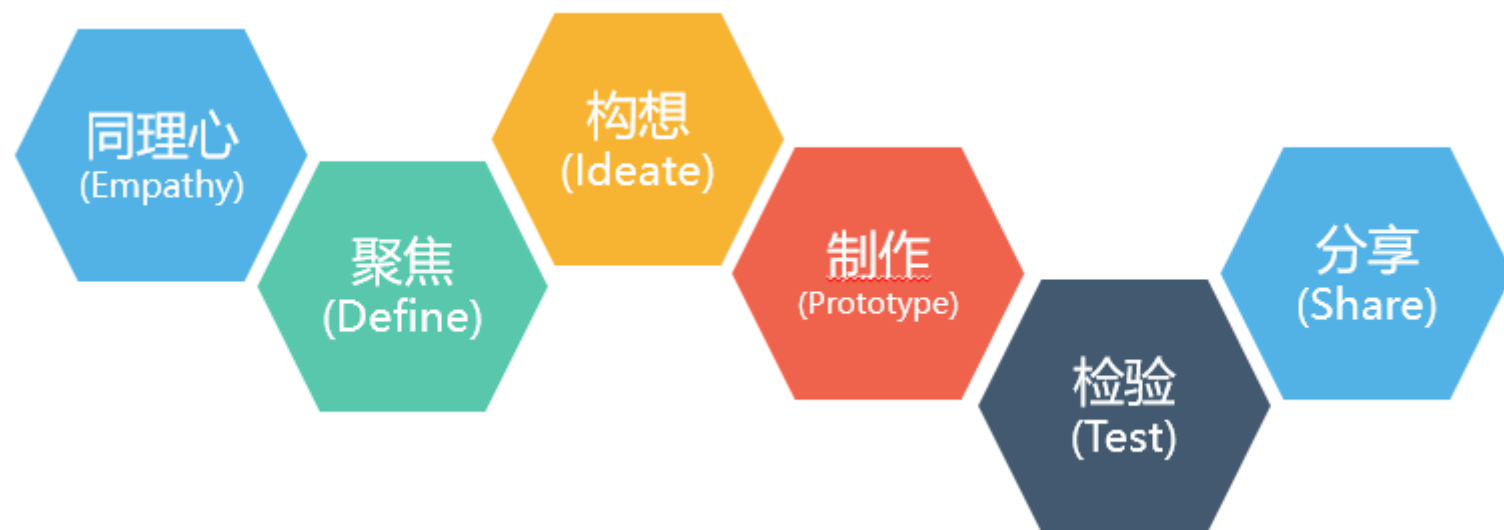 同理心
(Empathy)
聚焦
(Define)
构想
(Ideate)
制作
(Prototype)
检验
(Test)
分享
(Share)